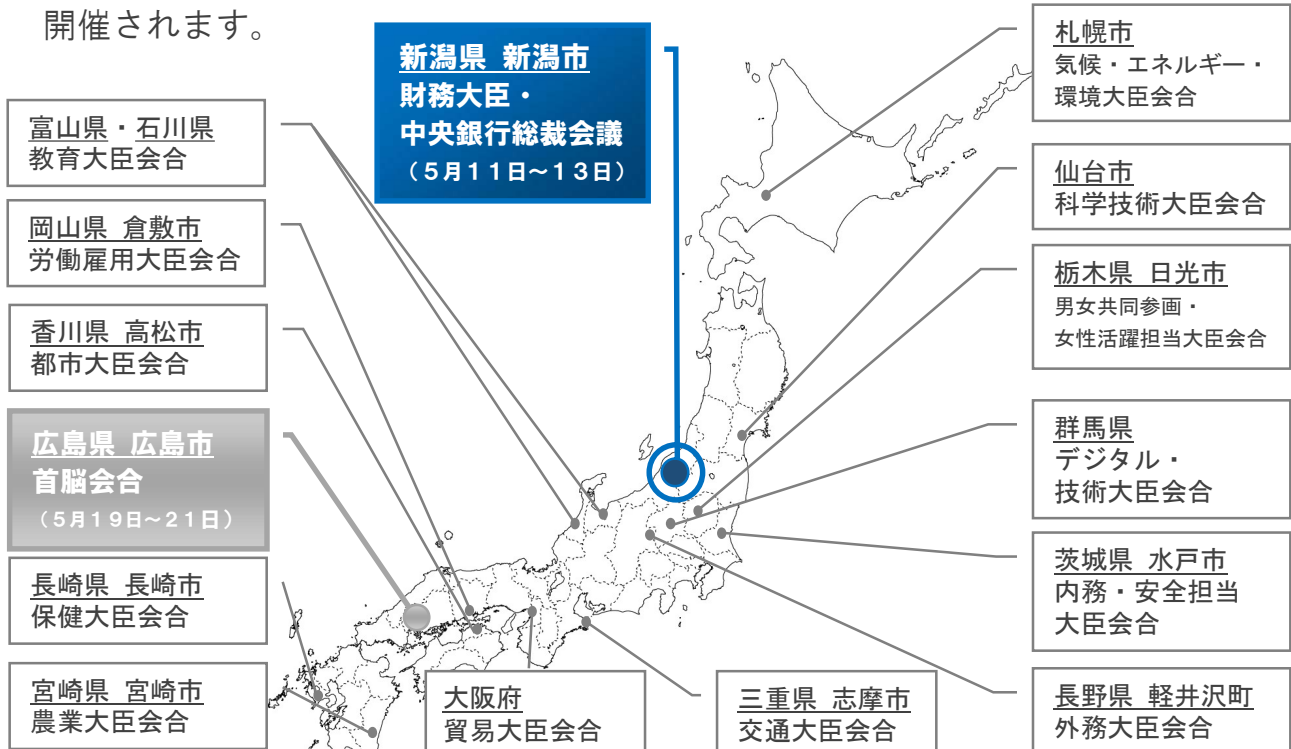 開催されます。
新潟県 新潟市
財務大臣・
中央銀行総裁会議
（5月11日～13日）
富山県・石川県
教育大臣会合
岡山県 倉敷市
労働雇用大臣会合
香川県 高松市
都市大臣会合
広島県 広島市
首脳会合
（5月19日～21日）
長崎県 長崎市
保健大臣会合
宮崎県 宮崎市
農業大臣会合
大阪府
貿易大臣会合
三重県 志摩市
交通大臣会合
札幌市
気候・エネルギー・
環境大臣会合
仙台市
科学技術大臣会合
栃木県 日光市
男女共同参画・
女性活躍担当大臣会合
群馬県
デジタル・
技術大臣会合
茨城県 水戸市
内務・安全担当
大臣会合
長野県 軽井沢町
外務大臣会合